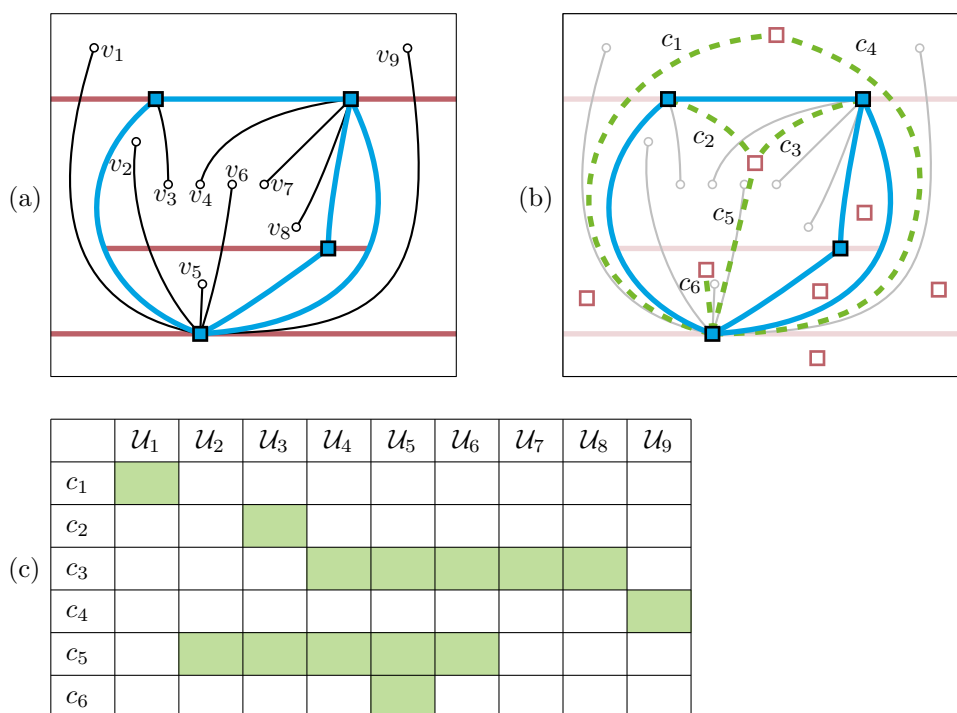 (a)
v₁
v₂
v₃
v₄
v₅
v₆
v₇
v₈
v₉
(b)
c₁
c₂
c₃
c₄
c₅
c₆
(c)
𝒰₁ 𝒰₂ 𝒰₃ 𝒰₄ 𝒰₅ 𝒰₆ 𝒰₇ 𝒰₈ 𝒰₉
c₁
c₂
c₃
c₄
c₅
c₆